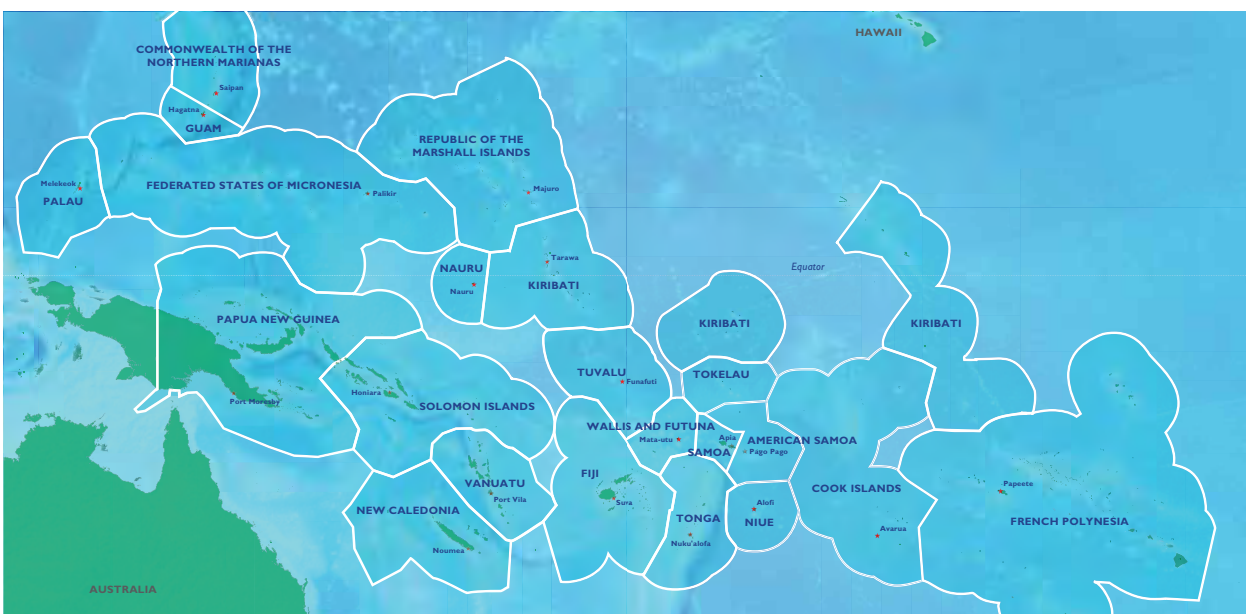 HAWAII
COMMONWEALTH OF THE
NORTHERN MARIANAS
Saipan
Hagatna
GUAM
REPUBLIC OF THE
MARSHALL ISLANDS
Majuro
Melekeok
PALAU
FEDERATED STATES OF MICRONESIA
Palikir
Tarawa
NAURU
Nauru
KIRIBATI
Equator
PAPUA NEW GUINEA
KIRIBATI
KIRIBATI
TUVALU
Funafuti
TOKELAU
Port Moresby
Honiara
SOLOMON ISLANDS
WALLIS AND FUTUNA
Mata-utu
Apia
SAMOA
AMERICAN SAMOA
Pago Pago
FIJI
Suva
VANUATU
Port Vila
COOK ISLANDS
Papeete
NEW CALEDONIA
TONGA
Alofi
NIUE
FRENCH POLYNESIA
Avarua
Nuku'alofa
Noumea
AUSTRALIA